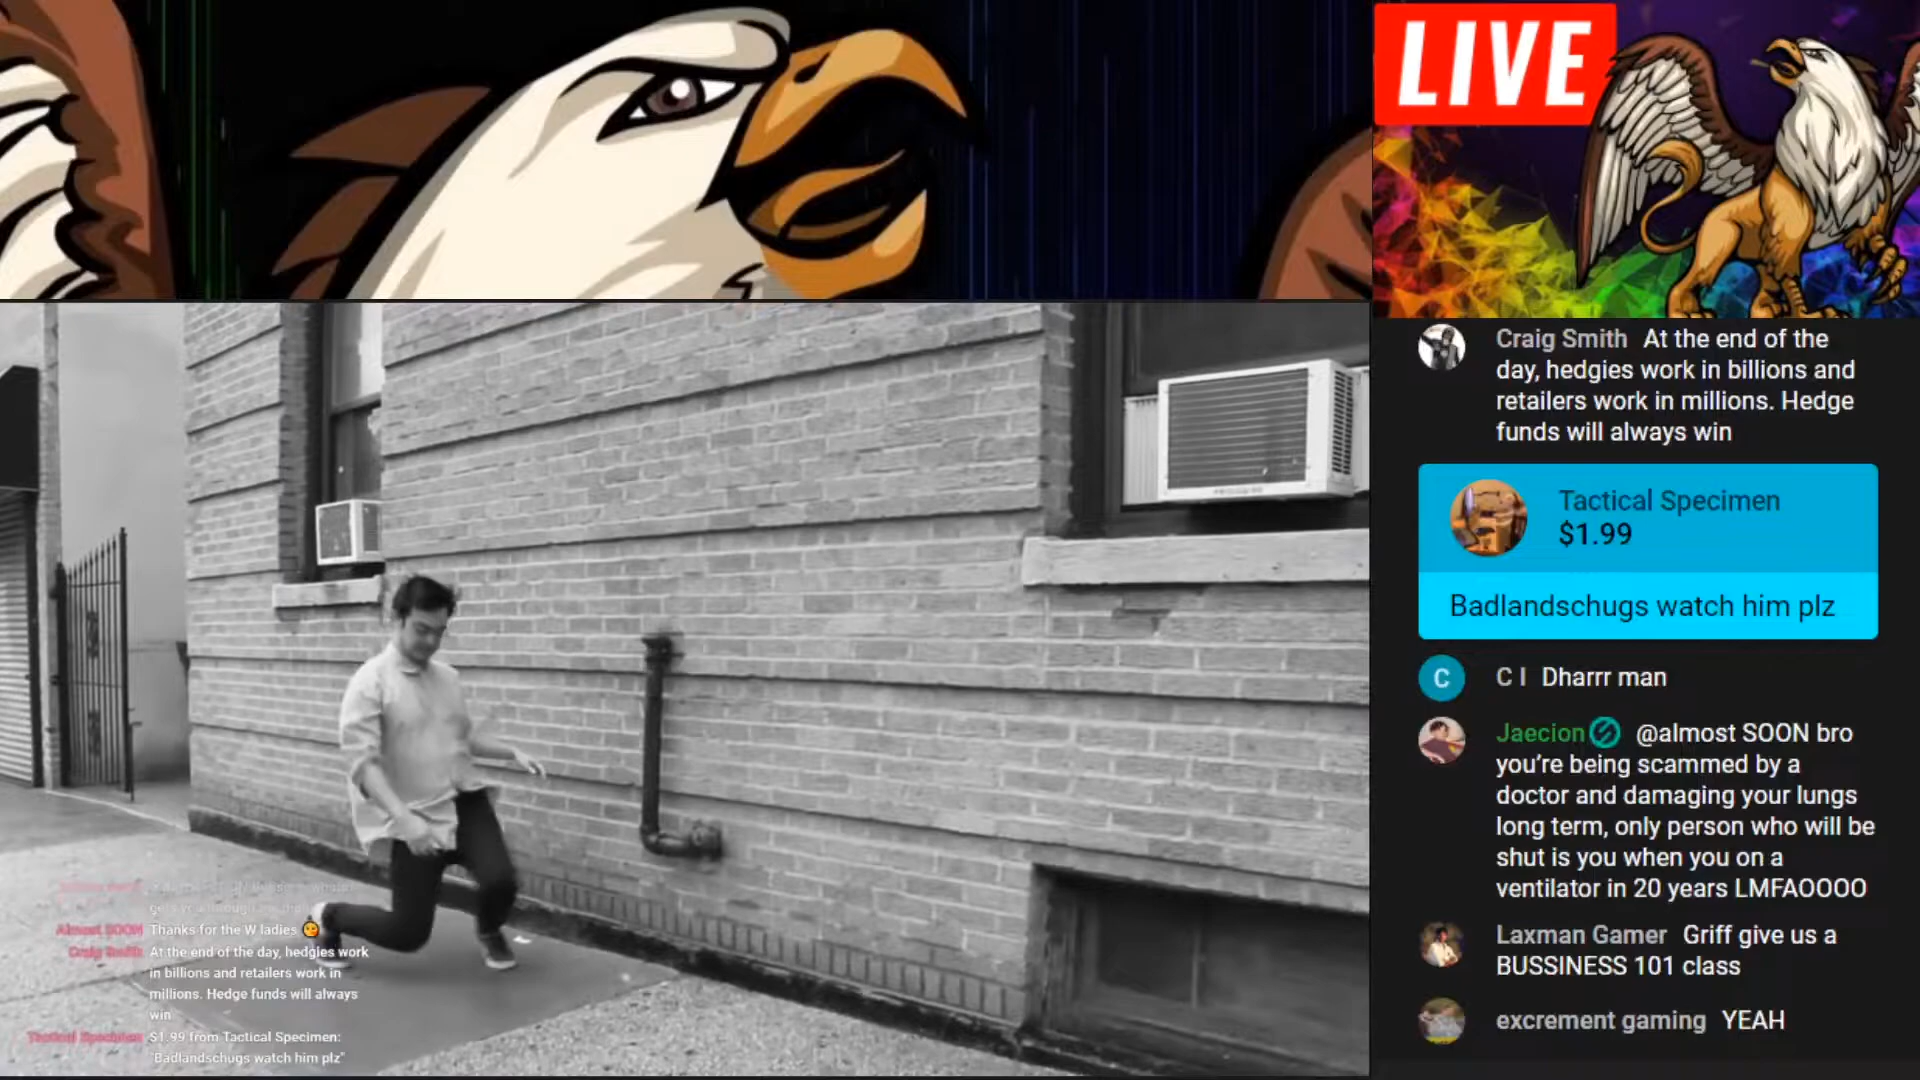 LIVE
Craig Smith At the end of the
day, hedgies work in billions and
retailers work in millions. Hedge
funds will always win
Tactical Specimen
$1.99
Badlandschugs watch him plz
C
C I Dharrr man
Jaecion @almost SOON bro
you’re being scammed by a
doctor and damaging your lungs
long term, only person who will be
shut is you when you on a
ventilator in 20 years LMFAOOOO
Laxman Gamer Griff give us a
BUSSINESS 101 class
excrement gaming YEAH
Almost SOON Thanks for the W ladies
Craig Smith At the end of the day, hedgies work
in billions and retailers work in
millions. Hedge funds will always
win
Tactical Specimen $1.99 from Tactical Specimen:
"Badlandschugs watch him plz"